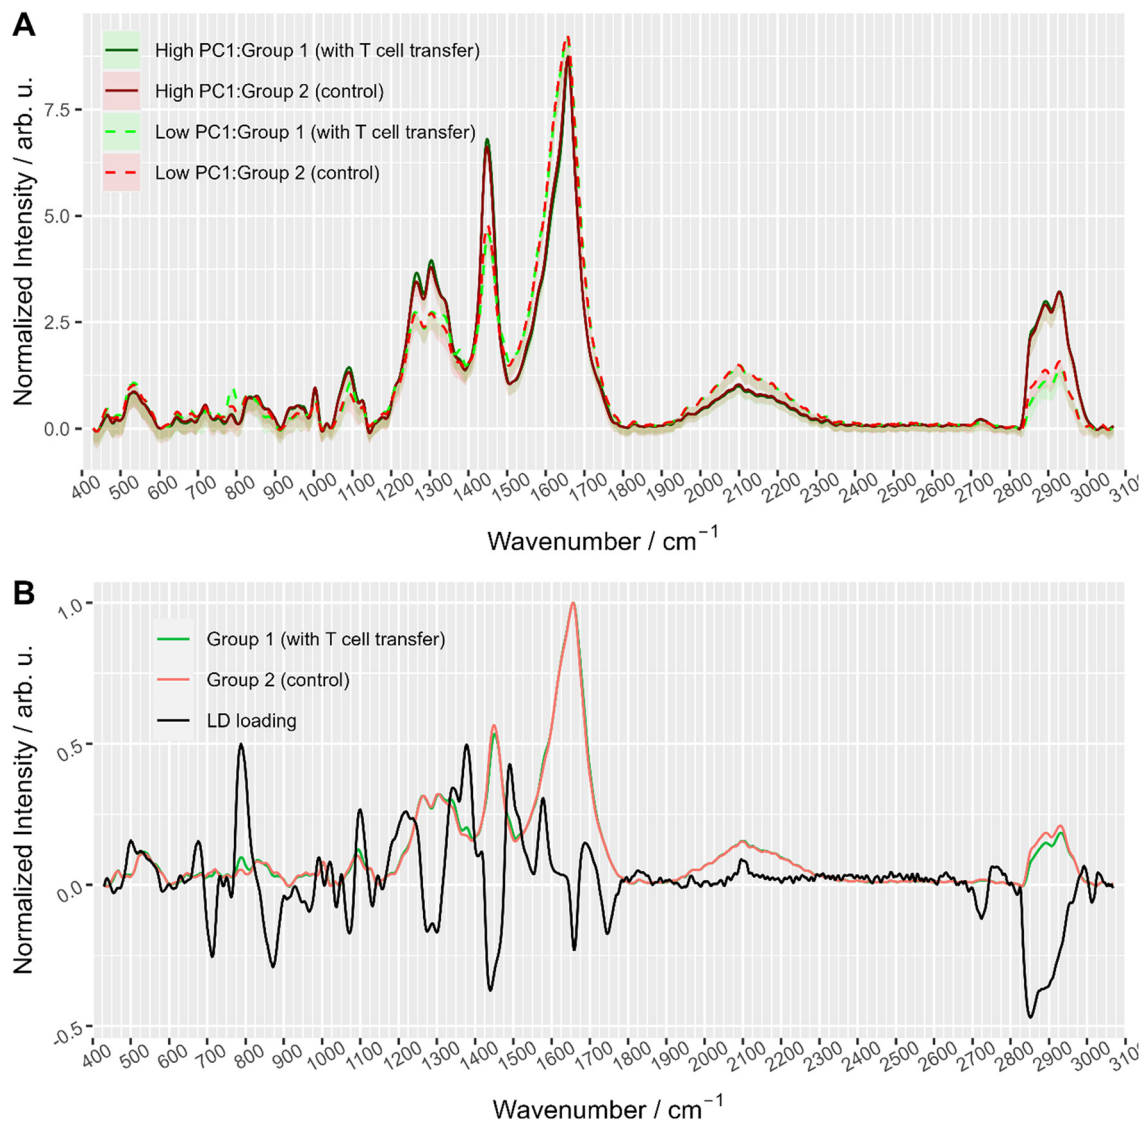 A
High PC1:Group 1 (with T cell transfer)
High PC1:Group 2 (control)
Low PC1:Group 1 (with T cell transfer)
Low PC1:Group 2 (control)
Normalized Intensity / arb. u.
7.5
5.0
2.5
0.0
400 500 600 700 800 900 1000 1100 1200 1300 1400 1500 1600 1700 1800 1900 2000 2100 2200 2300 2400 2500 2600 2700 2800 2900 3000 310
Wavenumber / cm⁻¹
B
Group 1 (with T cell transfer)
Group 2 (control)
LD loading
Normalized Intensity / arb. u.
1.0
0.5
0.0
-0.5
400 500 600 700 800 900 1000 1100 1200 1300 1400 1500 1600 1700 1800 1900 2000 2100 2200 2300 2400 2500 2600 2700 2800 2900 3000 310
Wavenumber / cm⁻¹